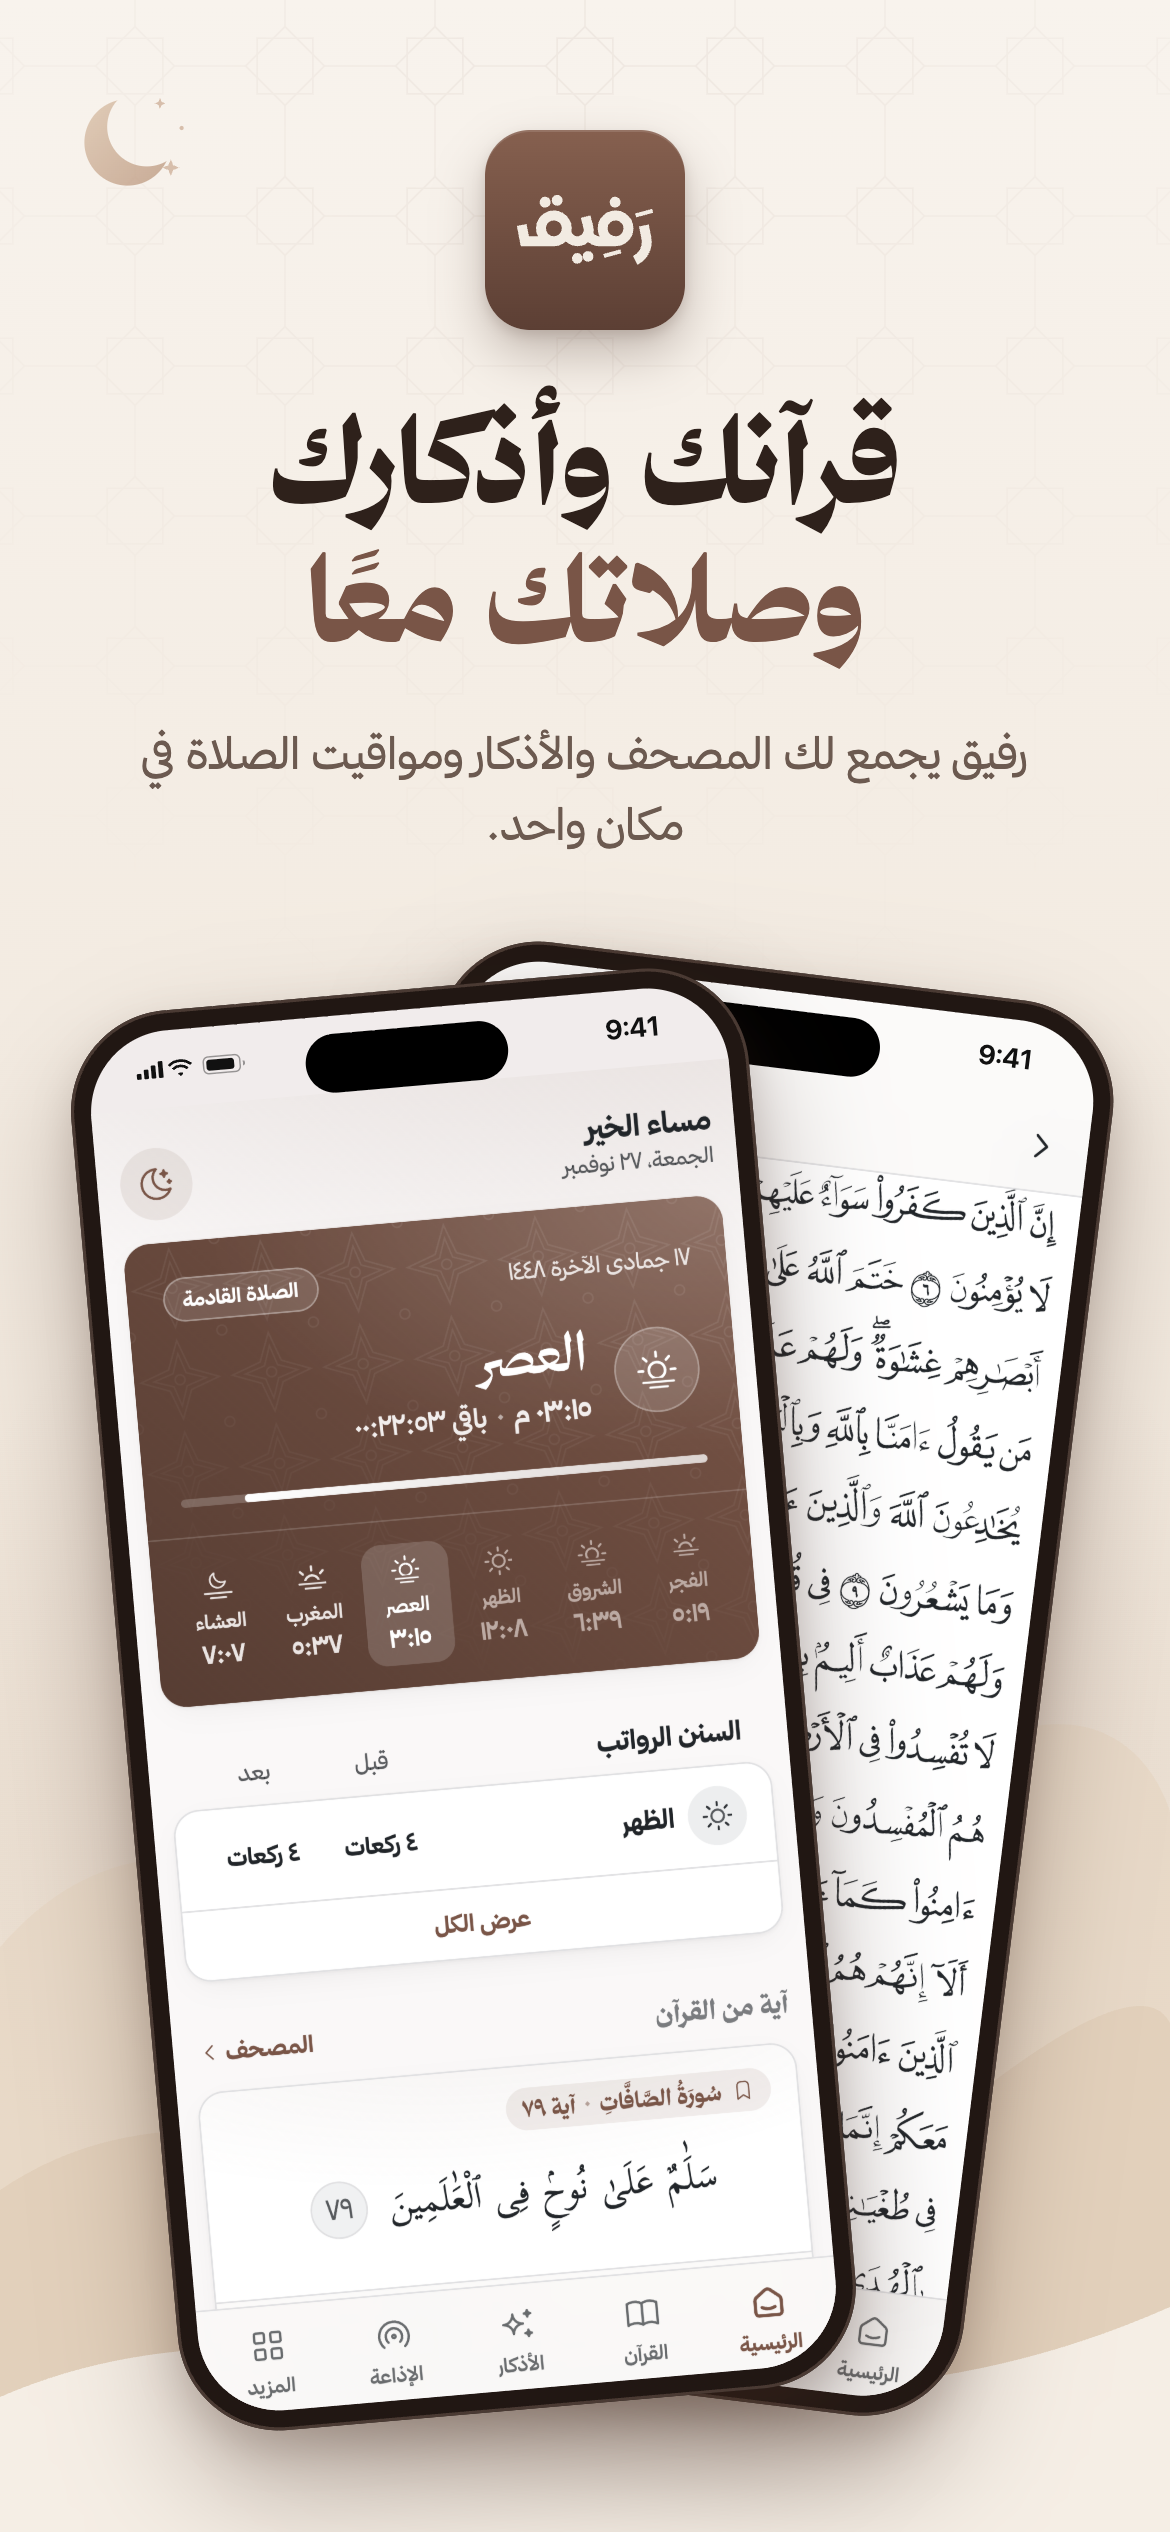 رَفِيق
قرآنك وأذكارك
وصلاتك معًا
رفيق يجمع لك المصحف والأذكار ومواقيت الصلاة في
مكان واحد.
9:41
مساء الخير
الجمعة، ٢٧ نوفمبر
١٧ جمادى الآخرة ١٤٤٨
الصلاة القادمة
العصر
٠٣:١٥ م · باقي ٠٠:٢٢:٥٣
الفجر الشروق الظهر العصر المغرب العشاء
٥:١٩ ٦:٣٩ ١٢:٠٨ ٣:١٥ ٥:٣٧ ٧:٠٧
السنن الرواتب قبل بعد
الظهر ٤ ركعات ٤ ركعات
عرض الكل
آية من القرآن
المصحف
سُورَةُ الصَّافَّاتِ · آية ٧٩
سَلَٰمٌ عَلَىٰ نُوحٍۢ فِى ٱلْعَٰلَمِينَ ٧٩
الرئيسية القرآن الأذكار الإذاعة المزيد
9:41
إِنَّ ٱلَّذِينَ كَفَرُوا۟ سَوَآءٌ
لَا يُؤْمِنُونَ ٦ خَتَمَ ٱللَّهُ
أَبْصَٰرِهِمْ غِشَٰوَةٌۖ وَلَهُمْ
مَن يَقُولُ ءَامَنَّا بِٱللَّهِ
يُخَٰدِعُونَ ٱللَّهَ وَٱلَّذِينَ
وَمَا يَشْعُرُونَ ٩ فِى
وَلَهُمْ عَذَابٌ أَلِيمٌۢ
لَا تُفْسِدُوا۟ فِى
هُمُ ٱلْمُفْسِدُونَ
ءَامِنُوا۟ كَمَآ
أَلَآ إِنَّهُمْ هُمُ
ٱلَّذِينَ
مَعَكُمْ
فِى
الرئيسية